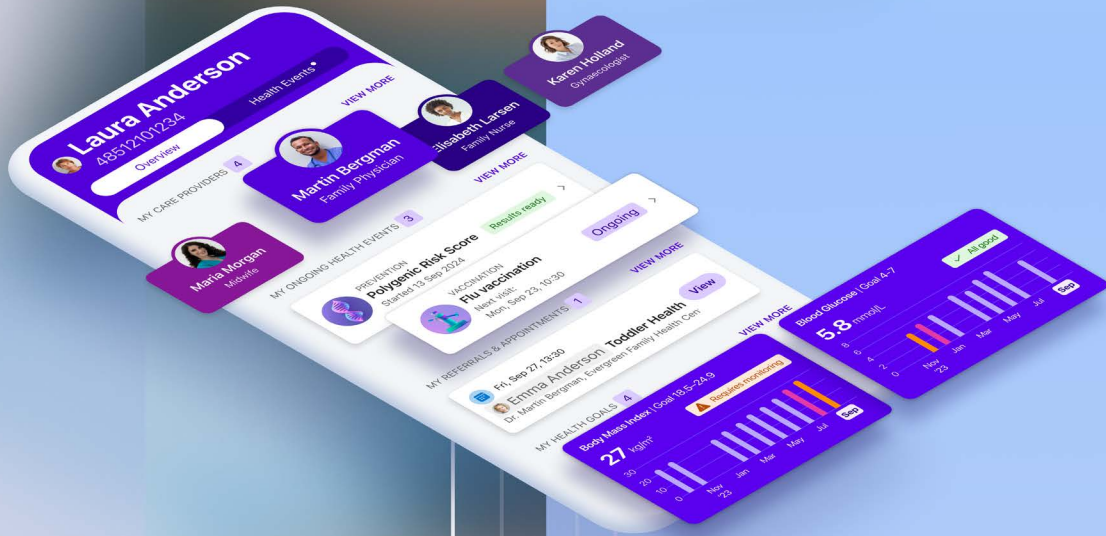 Laura Anderson
48512101234
Overview
Health Events
MY CARE PROVIDERS 4
VIEW MORE
Maria Morgan
Midwife
Martin Bergman
Family Physician
Elisabeth Larsen
Family Nurse
Karen Holland
Gynaecologist
MY ONGOING HEALTH EVENTS 3
VIEW MORE
PREVENTION
Polygenic Risk Score
Started 13 Sep 2024
Results ready
VACCINATION
Flu vaccination
Next visit:
Mon, Sep 23, 10:30
Ongoing
MY REFERRALS & APPOINTMENTS 1
VIEW MORE
Fri, Sep 27, 13:30
Emma Anderson Toddler Health
Dr. Martin Bergman, Evergreen Family Health Cen
View
MY HEALTH GOALS 4
VIEW MORE
Body Mass Index | Goal 18.5–24.9
27 kg/m²
Requires monitoring
30
20
10
0
Nov
'23
Jan
Mar
May
Jul
Sep
Blood Glucose | Goal 4-7
5.8 mmol/L
All good
8
6
4
2
0
Nov
'23
Jan
Mar
May
Jul
Sep